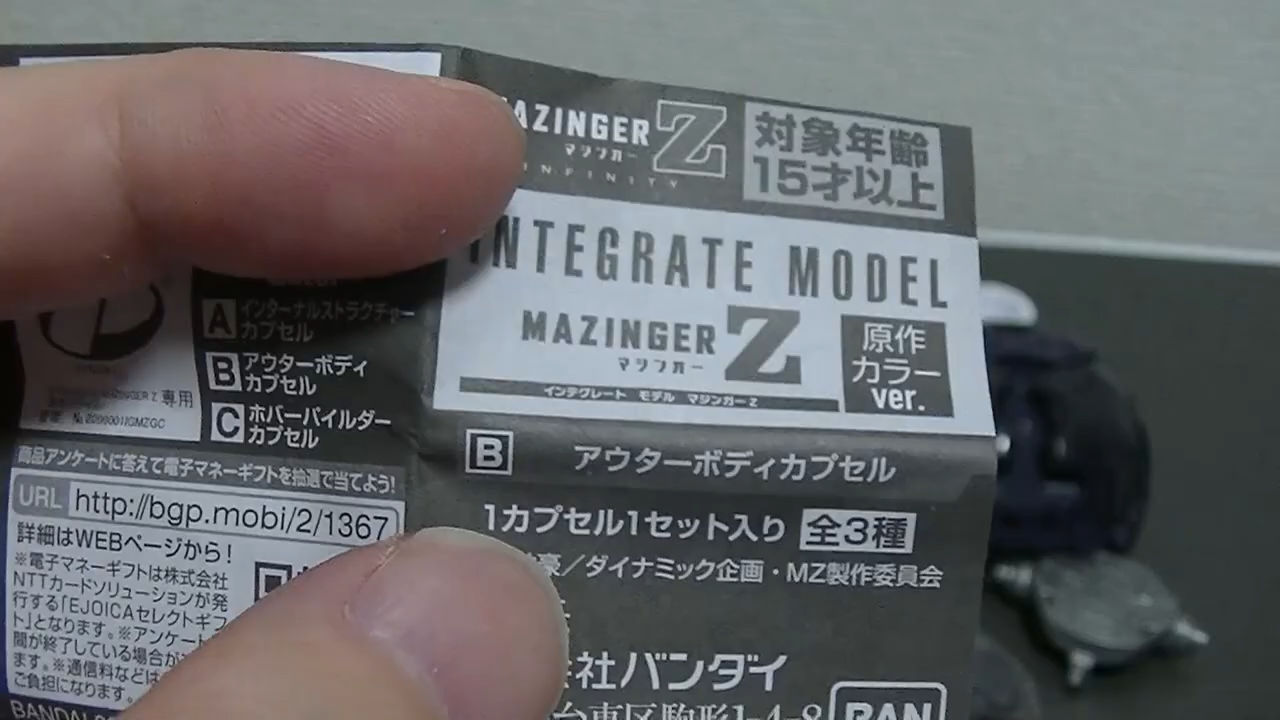 MAZINGER Z
マジンガー
INFINITY
対象年齢
15才以上
INTEGRATE MODEL
MAZINGER Z
マジンガー
インテグレート モデル マジンガーZ
原作
カラー
ver.
B アウターボディカプセル
1カプセル1セット入り 全3種
豪/ダイナミック企画・MZ製作委員会
社バンダイ
台東区駒形1-4-8
BAN
A インターナルストラクチャー
カプセル
B アウターボディ
カプセル
C ホバーパイルダー
カプセル
専用
商品アンケートに答えて電子マネーギフトを抽選で当てよう!
URL http://bgp.mobi/2/1367
詳細はWEBページから!
※電子マネーギフトは株式会社
NTTカードソリューションが発
行する「EJOICAセレクトギフ
ト」となります。※アンケート
間が終了している場合が
ます。※通信料などは
ご負担になります。
BANDAI